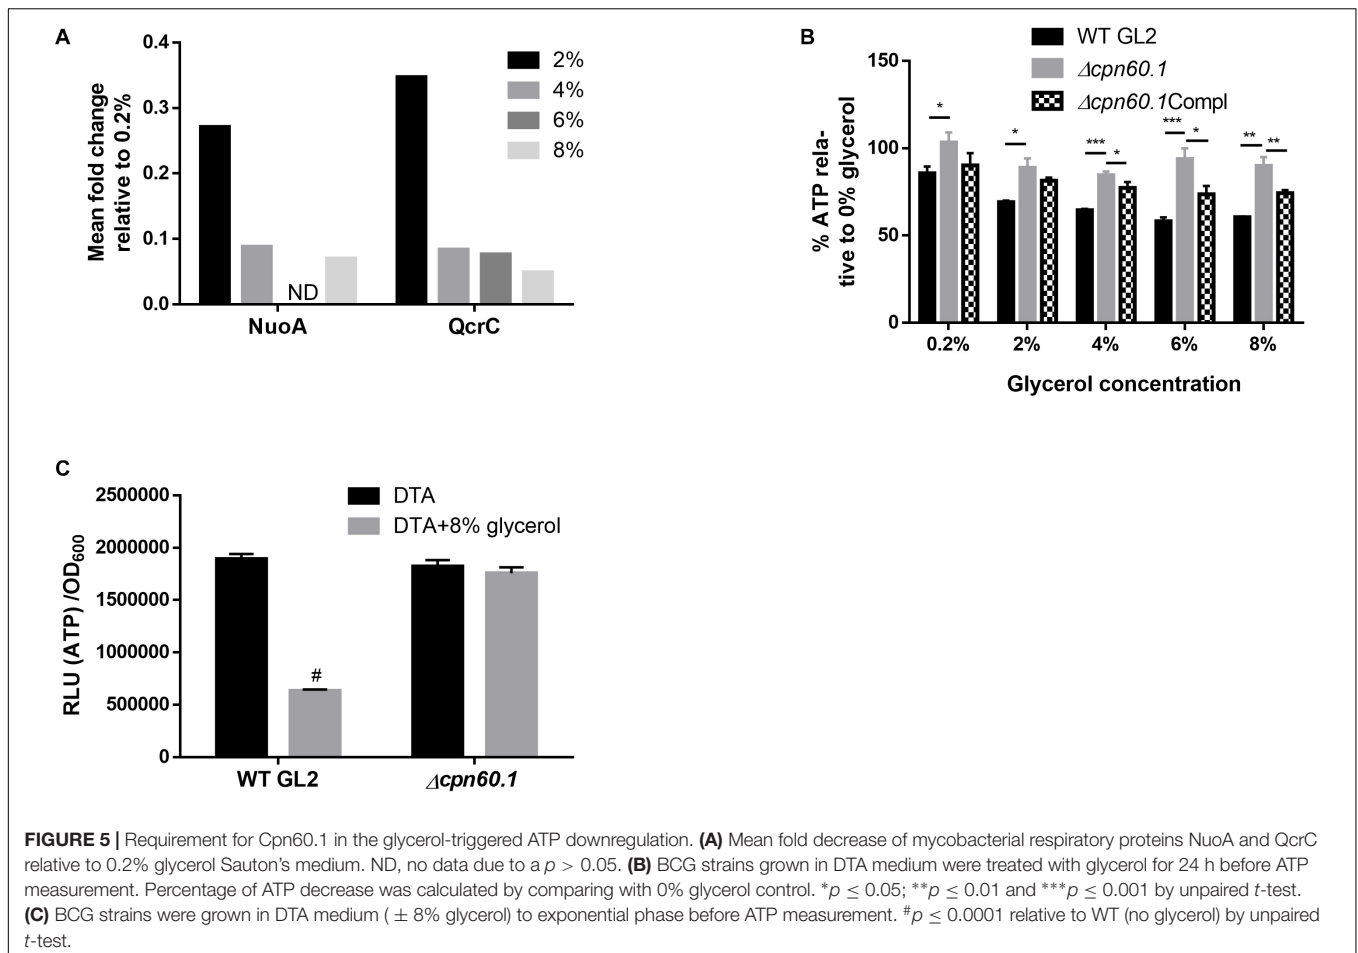 A
0.4
0.3
0.2
0.1
0.0
Mean fold change
relative to 0.2%
2%
4%
6%
8%
ND
NuoA
QcrC
B
WT GL2
Δcpn60.1
Δcpn60.1Compl
150
100
50
0
% ATP rela-
tive to 0% glycerol
*
*
***
*
***
*
**
**
0.2%
2%
4%
6%
8%
Glycerol concentration
C
2500000
2000000
1500000
1000000
500000
0
RLU (ATP) /OD600
DTA
DTA+8% glycerol
#
WT GL2
Δcpn60.1
FIGURE 5 | Requirement for Cpn60.1 in the glycerol-triggered ATP downregulation. (A) Mean fold decrease of mycobacterial respiratory proteins NuoA and QcrC
relative to 0.2% glycerol Sauton's medium. ND, no data due to a p > 0.05. (B) BCG strains grown in DTA medium were treated with glycerol for 24 h before ATP
measurement. Percentage of ATP decrease was calculated by comparing with 0% glycerol control. *p ≤ 0.05; **p ≤ 0.01 and ***p ≤ 0.001 by unpaired t-test.
(C) BCG strains were grown in DTA medium ( ± 8% glycerol) to exponential phase before ATP measurement. #p ≤ 0.0001 relative to WT (no glycerol) by unpaired
t-test.